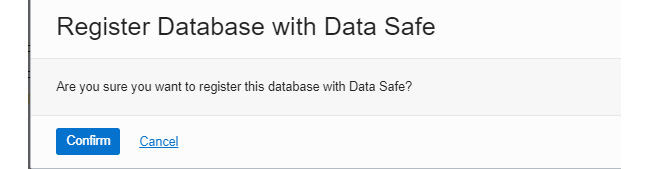 Register Database with Data Safe
Are you sure you want to register this database with Data Safe?
Confirm Cancel